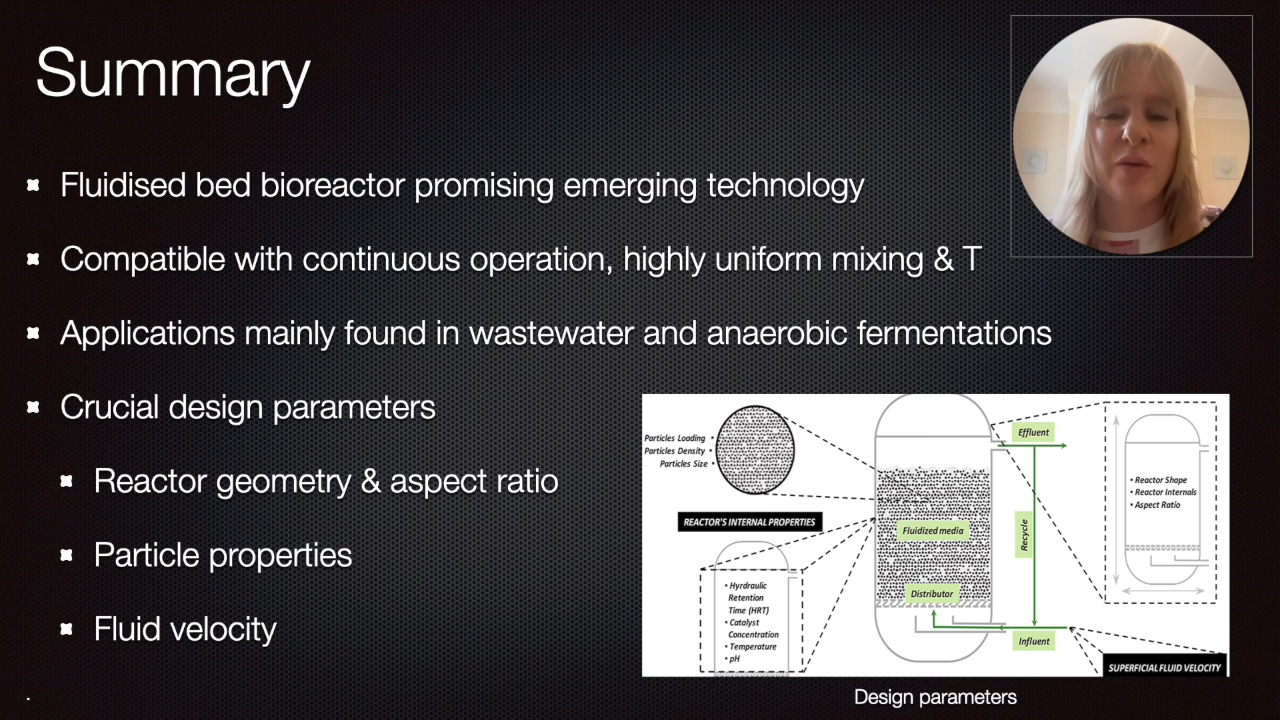 Summary
Fluidised bed bioreactor promising emerging technology
Compatible with continuous operation, highly uniform mixing & T
Applications mainly found in wastewater and anaerobic fermentations
Crucial design parameters
Reactor geometry & aspect ratio
Particle properties
Fluid velocity
Particles Loading
Particles Density
Particles Size
REACTOR'S INTERNAL PROPERTIES
• Hyrdraulic
Retention
Time (HRT)
• Catalyst
Concentration
• Temperature
• pH
Fluidized media
Distributor
Effluent
Recycle
Influent
• Reactor Shape
• Reactor Internals
• Aspect Ratio
SUPERFICIAL FLUID VELOCITY
Design parameters